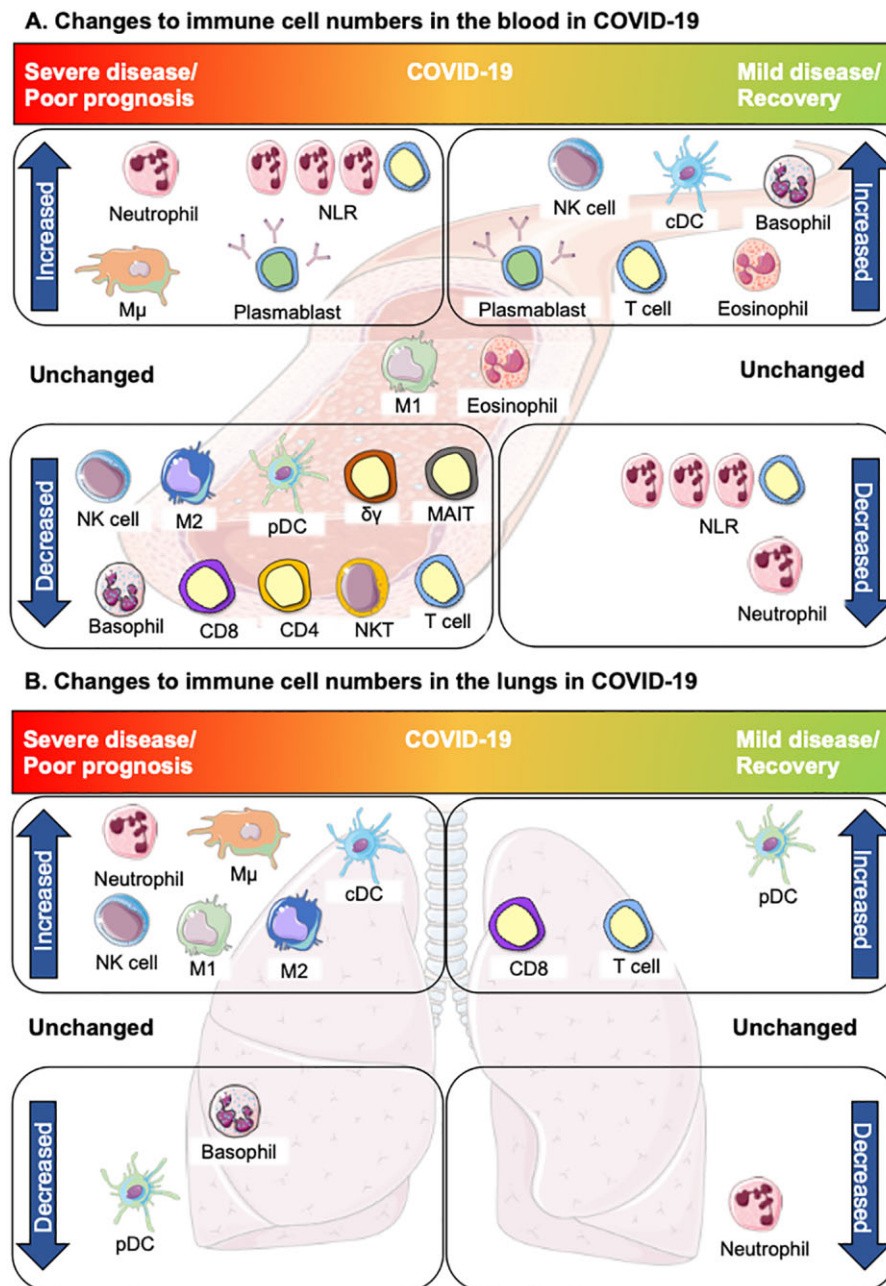 A. Changes to immune cell numbers in the blood in COVID-19
Severe disease/
Poor prognosis
COVID-19
Mild disease/
Recovery
Increased
Neutrophil
NLR
Mμ
Plasmablast
NK cell
cDC
Basophil
Plasmablast
T cell
Eosinophil
Increased
Unchanged
M1
Eosinophil
Unchanged
Decreased
NK cell
M2
pDC
δγ
MAIT
Basophil
CD8
CD4
NKT
T cell
NLR
Neutrophil
Decreased
B. Changes to immune cell numbers in the lungs in COVID-19
Severe disease/
Poor prognosis
COVID-19
Mild disease/
Recovery
Increased
Neutrophil
Mμ
cDC
NK cell
M1
M2
pDC
CD8
T cell
Increased
Unchanged
Unchanged
Decreased
Basophil
pDC
Neutrophil
Decreased